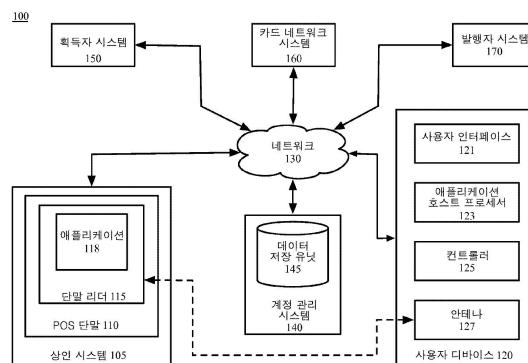 100
획득자 시스템
150
카드 네트워크
시스템
160
발행자 시스템
170
네트워크
130
사용자 인터페이스
121
애플리케이션
호스트 프로세서
123
컨트롤러
125
안테나
127
사용자 디바이스 120
애플리케이션
118
단말 리더 115
POS 단말 110
상인 시스템 105
데이터
저장 유닛
145
계정 관리
시스템
140